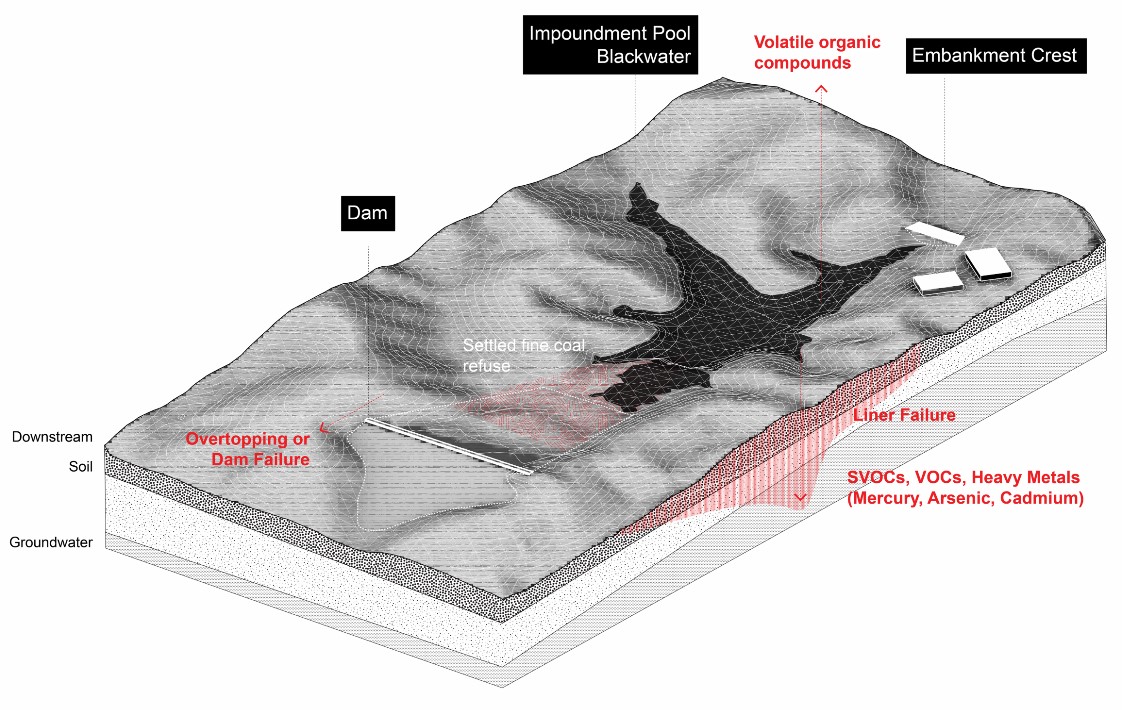 Impoundment Pool
Blackwater
Volatile organic
compounds
Embankment Crest
Dam
Settled fine coal
refuse
Overtopping or
Dam Failure
Liner Failure
SVOCs, VOCs, Heavy Metals
(Mercury, Arsenic, Cadmium)
Downstream
Soil
Groundwater